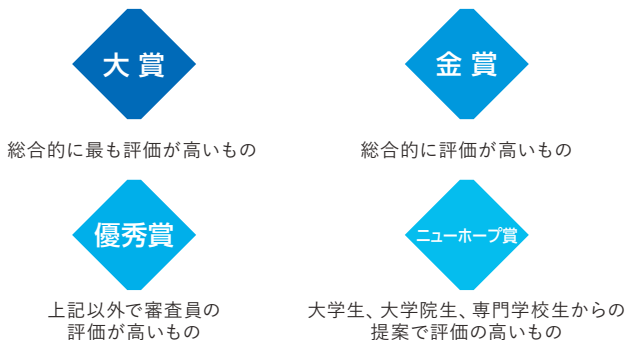 大賞
金賞
総合的に最も評価が高いもの
総合的に評価が高いもの
優秀賞
ニューホープ賞
上記以外で審査員の
評価が高いもの
大学生、大学院生、専門学校生からの
提案で評価の高いもの